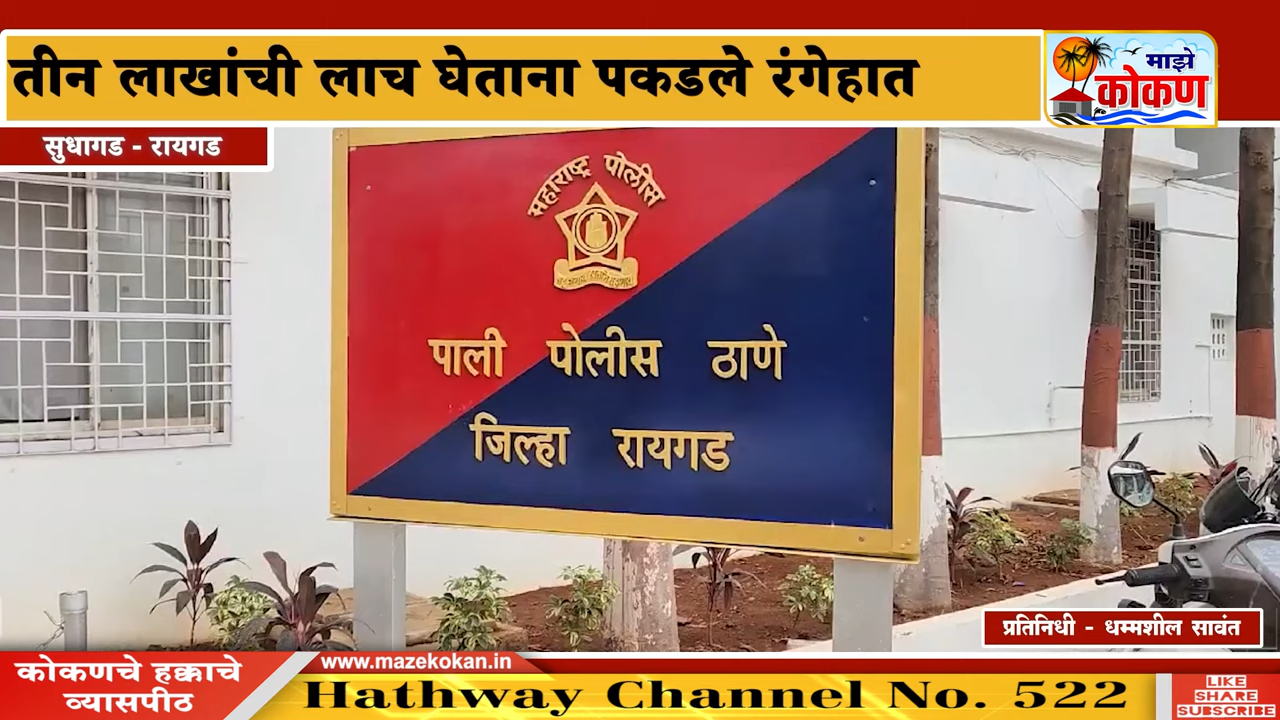 तीन लाखांची लाच घेताना पकडले रंगेहात
माझे
कोकण
सुधागड - रायगड
महाराष्ट्र पोलीस
पाली पोलीस ठाणे
जिल्हा रायगड
प्रतिनिधी - धम्मशील सावंत
कोकणचे हक्काचे
व्यासपीठ
www.mazekokan.in
Hathway Channel No. 522
LIKE
SHARE
SUBSCRIBE